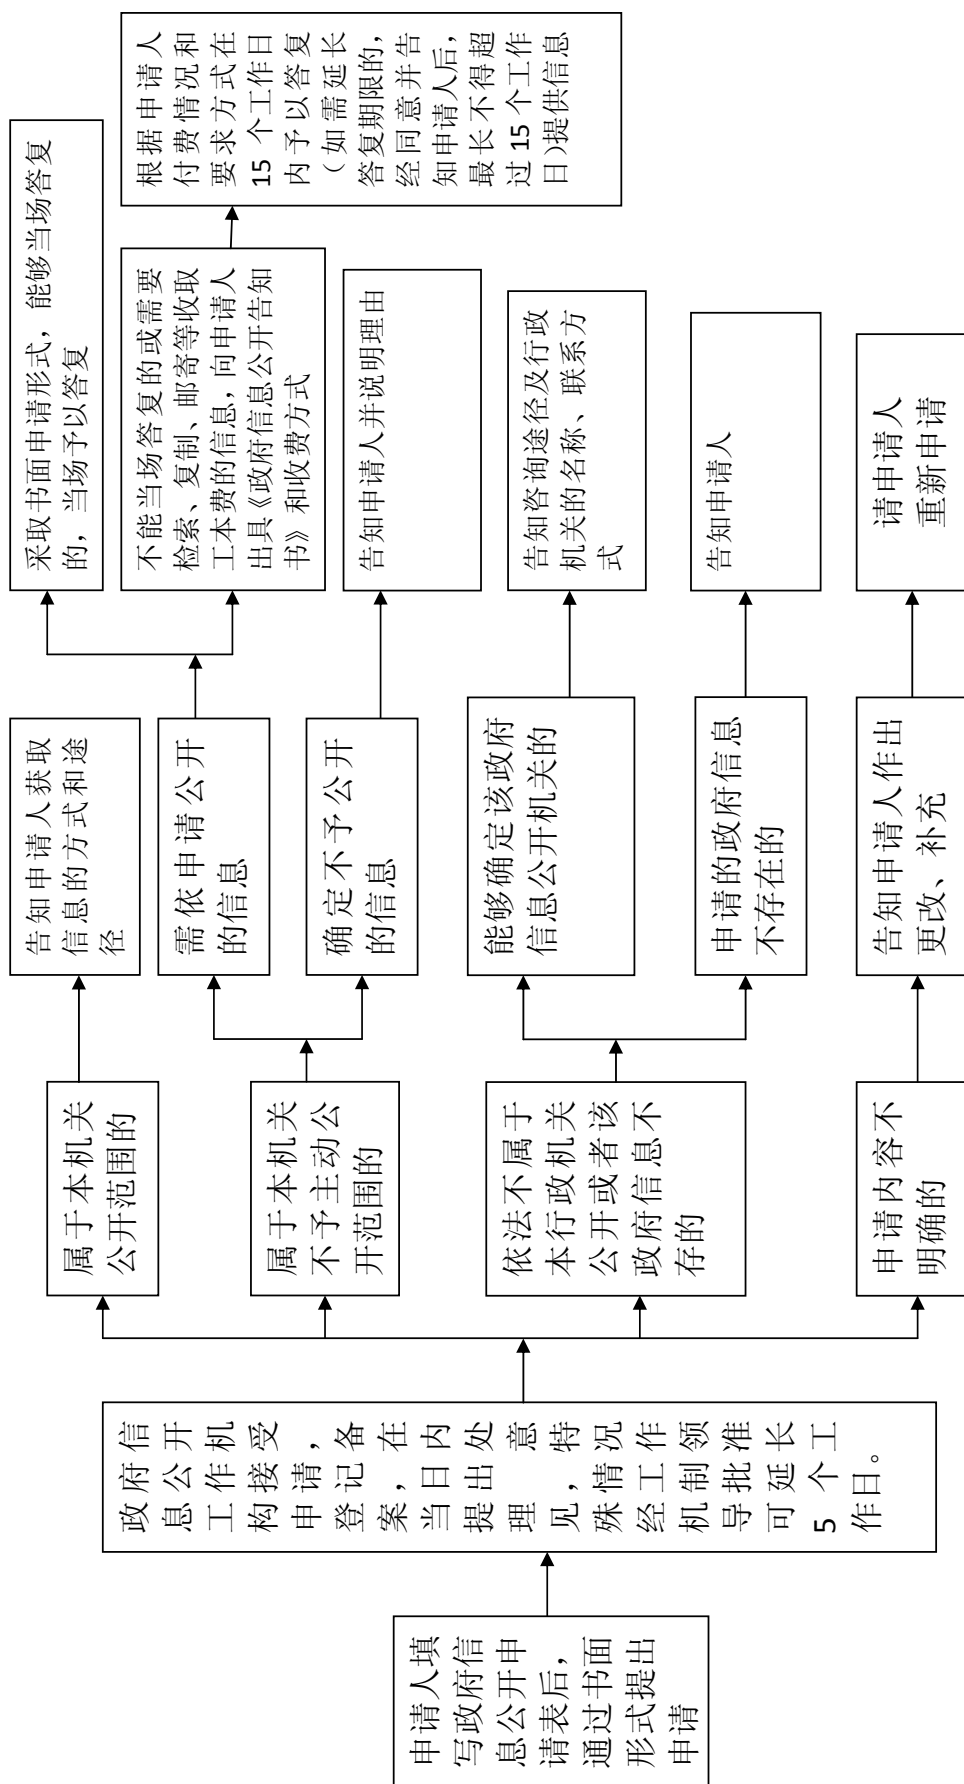 申请人填
写政府信
息公开申
请表后，
通过书面
形式提出
申请
政府信
息公开
工作机
构接受
申请，
登记备
案，在
当日内
提出处
理意
见，特
殊情况
经工作
机制领
导批准
可延长
5 个工
作日。
属于本机关
公开范围的
属于本机关
不予主动公
开范围的
依法不属于
本行政机关
公开或者该
政府信息不
存的
申请内容不
明确的
告知申请人获取
信息的方式和途
径
需依申请公开
的信息
确定不予公开
的信息
能够确定该政府
信息公开机关的
申请的政府信息
不存在的
告知申请人作出
更改、补充
采取书面申请形式，能够当场答复
的，当场予以答复
不能当场答复的或需要
检索、复制、邮寄等收取
工本费的信息，向申请人
出具《政府信息公开告知
书》和收费方式
告知申请人并说明理由
告知咨询途径及行政
机关的名称、联系方
式
告知申请人
请申请人
重新申请
根据申请人
付费情况和
要求方式在
15 个工作日
内予以答复
（如需延长
答复期限的，
经同意并告
知申请人后，
最长不得超
过 15 个工作
日）提供信息